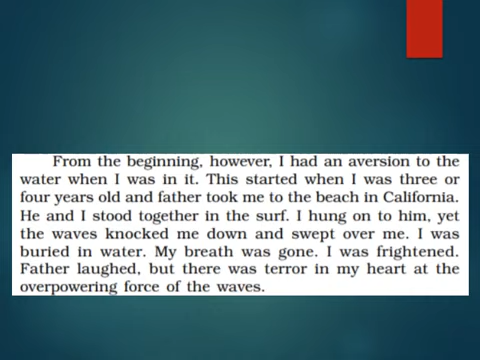 From the beginning, however, I had an aversion to the
water when I was in it. This started when I was three or
four years old and father took me to the beach in California.
He and I stood together in the surf. I hung on to him, yet
the waves knocked me down and swept over me. I was
buried in water. My breath was gone. I was frightened.
Father laughed, but there was terror in my heart at the
overpowering force of the waves.